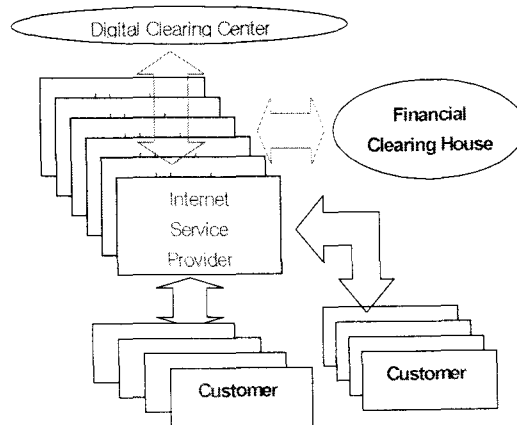 Digital Clearing Center
Financial
Clearing House
Internet
Service
Provider
Customer
Customer